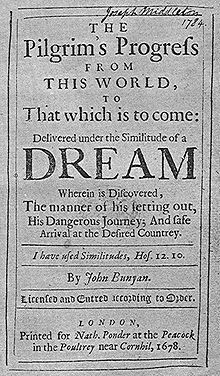 Joseph Middleton
1784
THE
Pilgrim's Progreſs
FROM
THIS WORLD,
TO
That which is to come:
Delivered under the Similitude of a
DREAM
Wherein is Diſcovered,
The manner of his ſetting out,
His Dangerous Journey; And ſafe
Arrival at the Deſired Countrey.
I have uſed Similitudes, Hoſ. 12. 10.
By John Bunyan.
Licenſed and Entred according to Order.
LONDON,
Printed for Nath. Ponder at the Peacock
in the Poultrey near Cornhil, 1678.